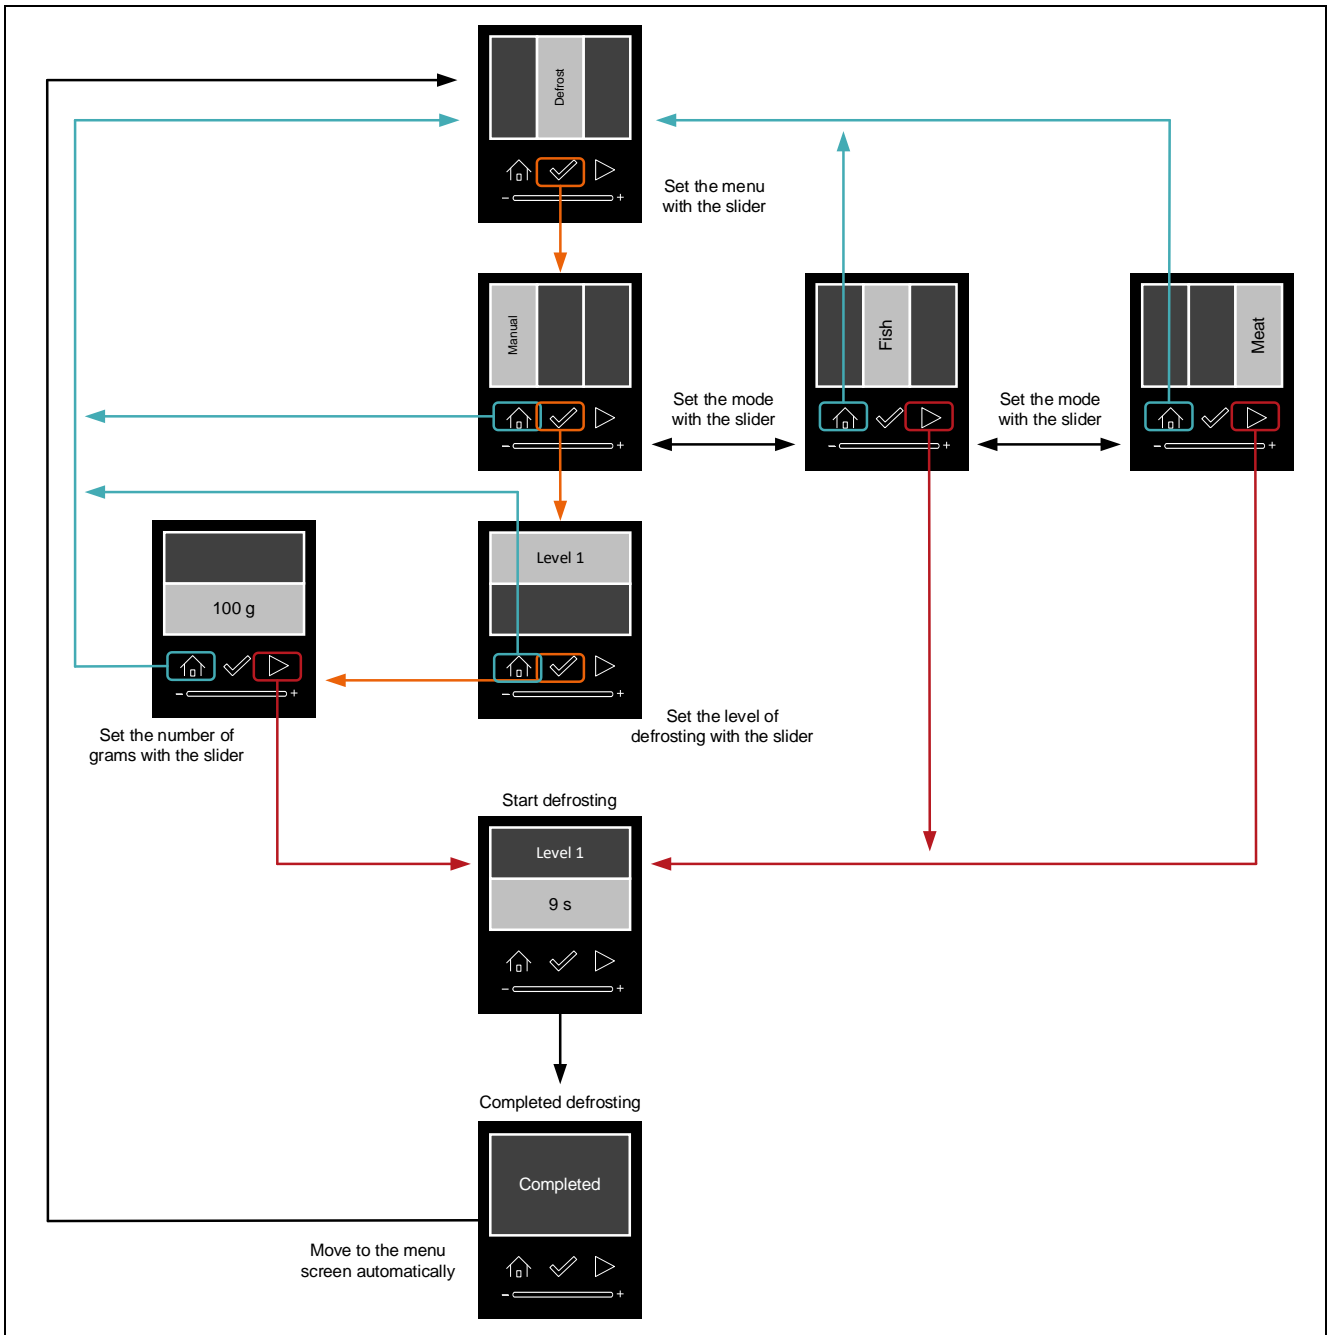 Defrost
- +
Set the menu
with the slider
Manual
- +
Set the mode
with the slider
Fish
- +
Set the mode
with the slider
Meat
- +
100 g
- +
Set the number of
grams with the slider
Level 1
- +
Set the level of
defrosting with the slider
Start defrosting
Level 1
9 s
- +
Completed defrosting
Completed
- +
Move to the menu
screen automatically